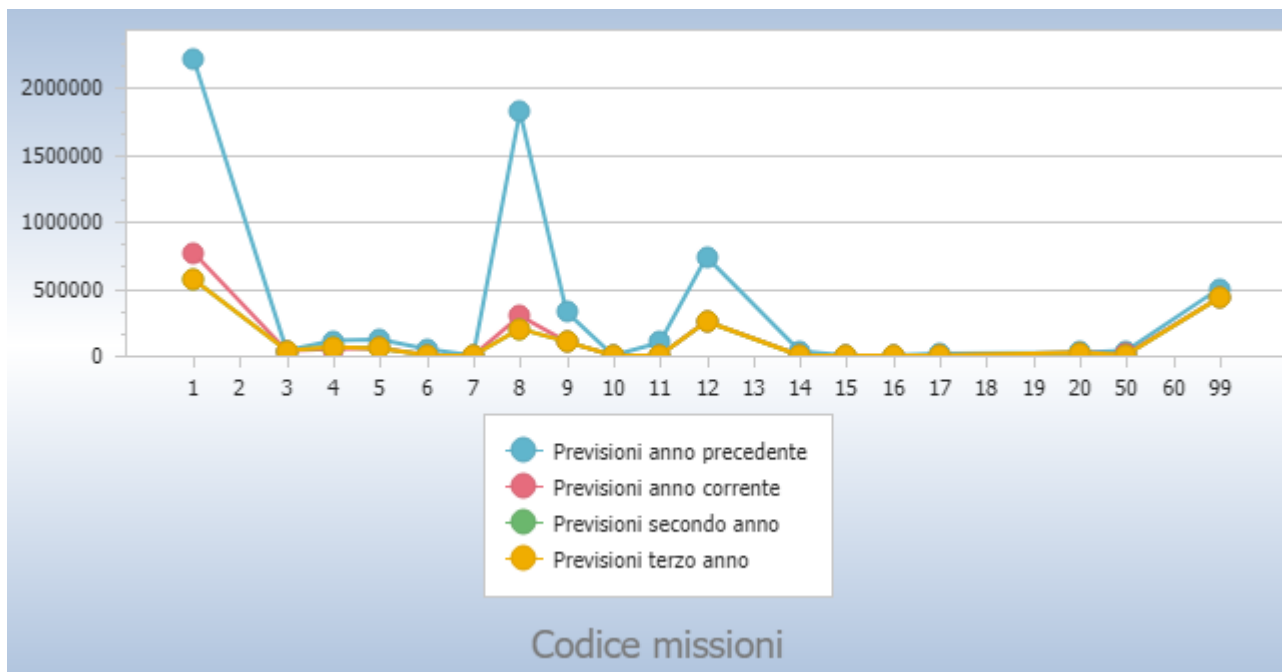 2000000
1500000
1000000
500000
0
1 2 3 4 5 6 7 8 9 10 11 12 13 14 15 16 17 18 19 20 50 60 99
Previsioni anno precedente
Previsioni anno corrente
Previsioni secondo anno
Previsioni terzo anno
Codice missioni